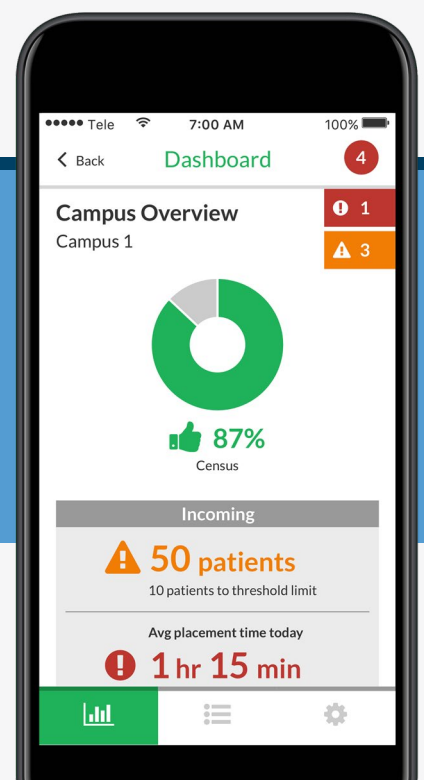 Tele 7:00 AM 100%
Back Dashboard 4
Campus Overview
1
Campus 1
3
87%
Census
Incoming
50 patients
10 patients to threshold limit
Avg placement time today
1 hr 15 min